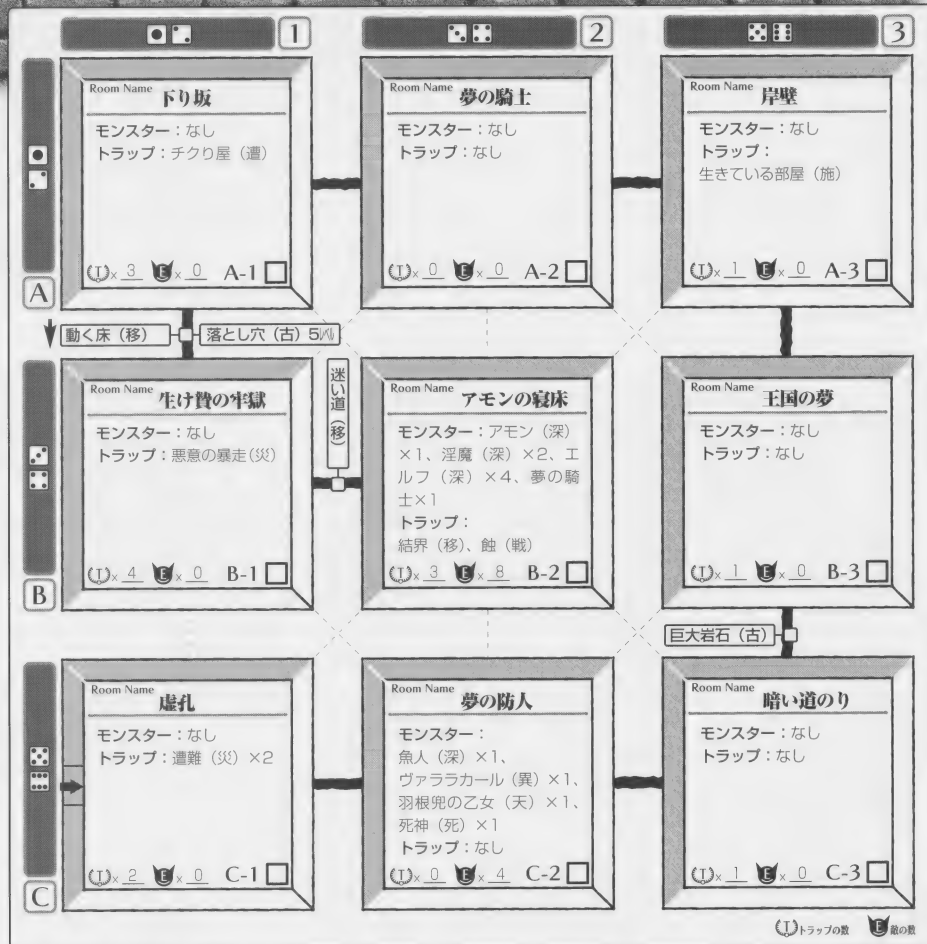 1
2
3
A
Room Name 下り坂
モンスター：なし
トラップ：チクり屋（遭）
(T)× 3 E× 0 A-1
Room Name 夢の騎士
モンスター：なし
トラップ：なし
(T)× 0 E× 0 A-2
Room Name 岸壁
モンスター：なし
トラップ：
生きている部屋（施）
(T)× 1 E× 0 A-3
動く床（移）
落とし穴（古）5レベル
迷い道（移）
B
Room Name 生け贄の牢獄
モンスター：なし
トラップ：悪意の暴走（災）
(T)× 4 E× 0 B-1
Room Name アモンの寝床
モンスター：アモン（深）
×1、淫魔（深）×2、エ
ルフ（深）×4、夢の騎
士×1
トラップ：
結界（移）、蝕（戦）
(T)× 3 E× 8 B-2
Room Name 王国の夢
モンスター：なし
トラップ：なし
(T)× 1 E× 0 B-3
巨大岩石（古）
C
Room Name 虚孔
モンスター：なし
トラップ：遭難（災）×2
(T)× 2 E× 0 C-1
Room Name 夢の防人
モンスター：
魚人（深）×1、
ヴァララカール（異）×1、
羽根兜の乙女（天）×1、
死神（死）×1
トラップ：なし
(T)× 0 E× 4 C-2
Room Name 暗い道のり
モンスター：なし
トラップ：なし
(T)× 1 E× 0 C-3
(T)トラップの数 E敵の数